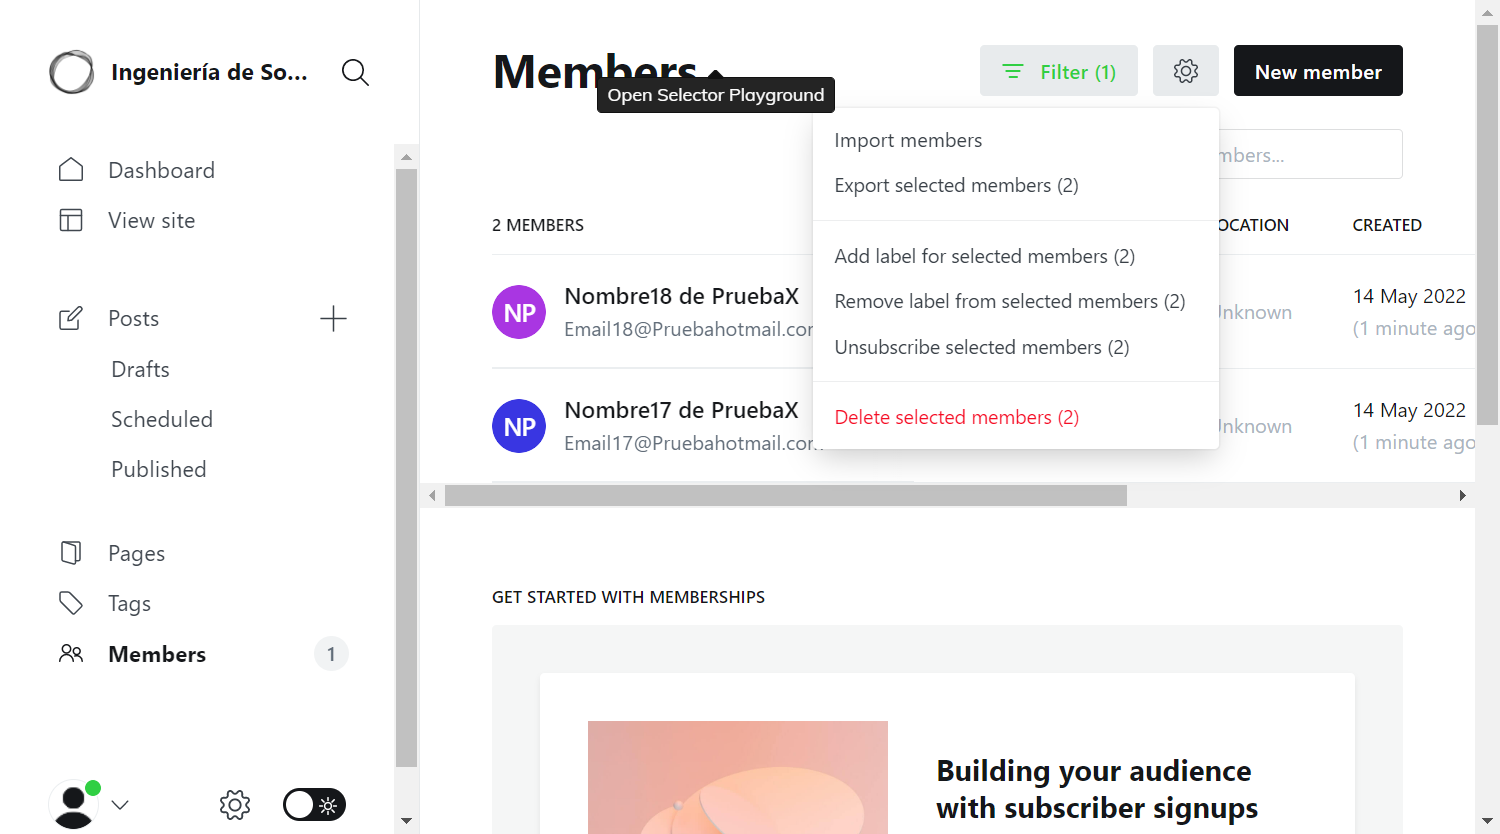 Ingeniería de So...
Dashboard
View site
Posts
Drafts
Scheduled
Published
Pages
Tags
Members
1
Members
Open Selector Playground
Filter (1)
New member
Import members
Export selected members (2)
Add label for selected members (2)
Remove label from selected members (2)
Unsubscribe selected members (2)
Delete selected members (2)
mbers...
2 MEMBERS
OCATION
CREATED
NP
Nombre18 de PruebaX
Email18@Pruebahotmail.com
Unknown
14 May 2022
(1 minute ago
NP
Nombre17 de PruebaX
Email17@Pruebahotmail.com
Unknown
14 May 2022
(1 minute ago
GET STARTED WITH MEMBERSHIPS
Building your audience
with subscriber signups